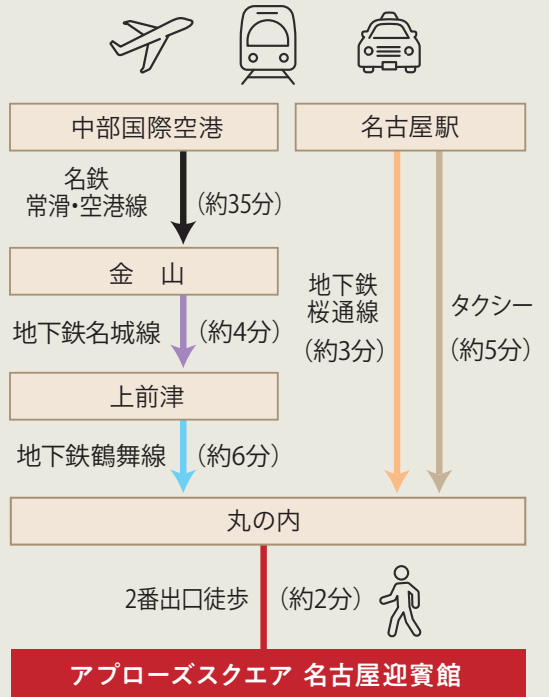 中部国際空港
名古屋駅
名鉄
常滑・空港線
（約35分）
金　山
地下鉄名城線
（約4分）
上前津
地下鉄鶴舞線
（約6分）
地下鉄
桜通線
（約3分）
タクシー
（約5分）
丸の内
2番出口徒歩
（約2分）
アプローズスクエア 名古屋迎賓館